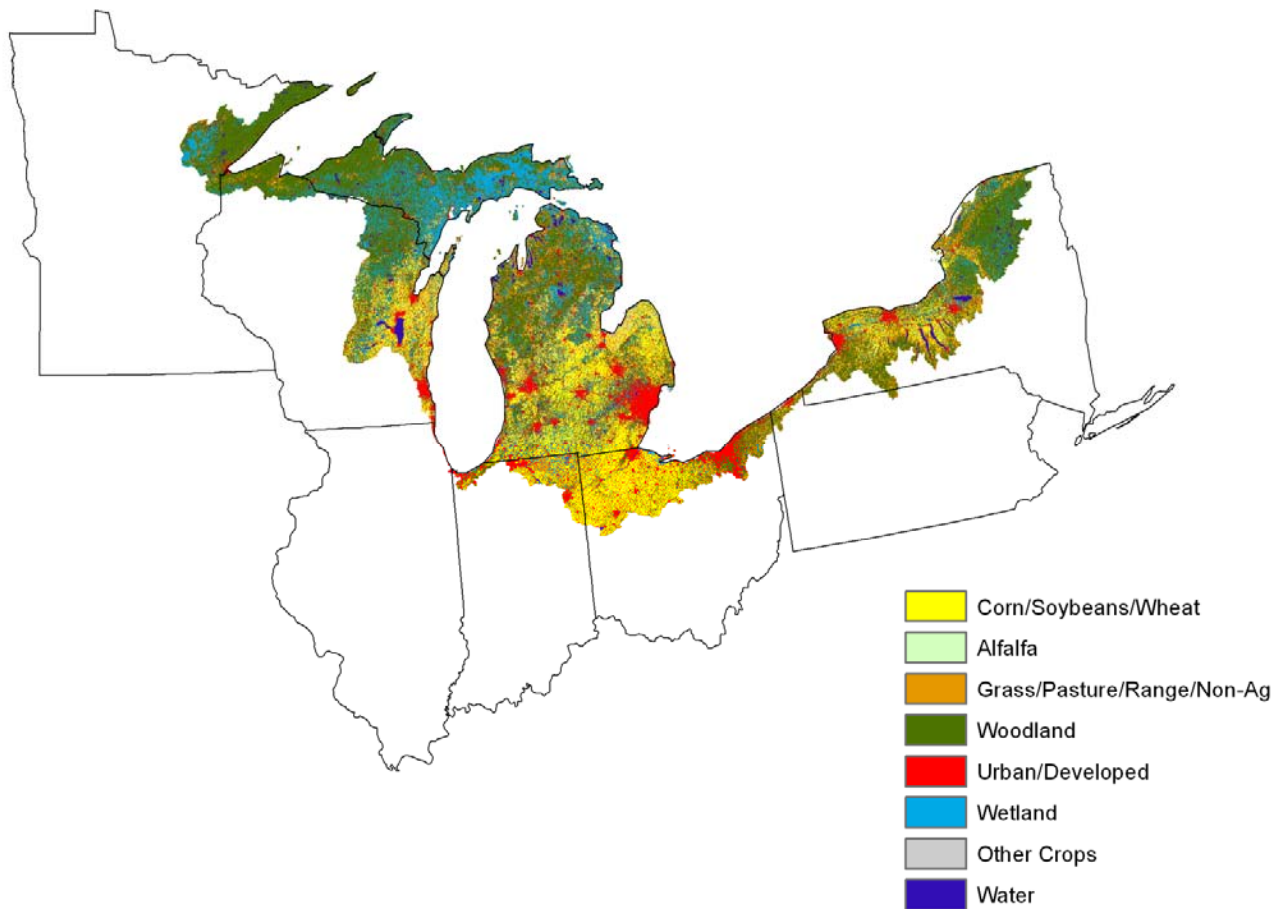 Corn/Soybeans/Wheat
Alfalfa
Grass/Pasture/Range/Non-Ag
Woodland
Urban/Developed
Wetland
Other Crops
Water